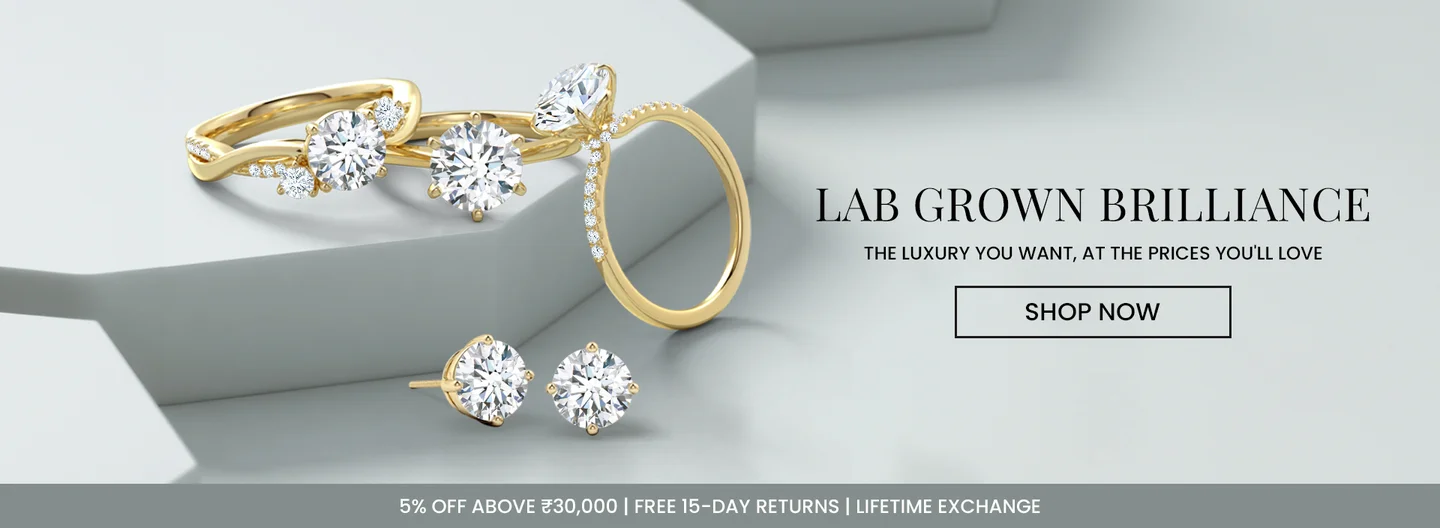 LAB GROWN BRILLIANCE
THE LUXURY YOU WANT, AT THE PRICES YOU'LL LOVE
SHOP NOW
5% OFF ABOVE ₹30,000 | FREE 15-DAY RETURNS | LIFETIME EXCHANGE